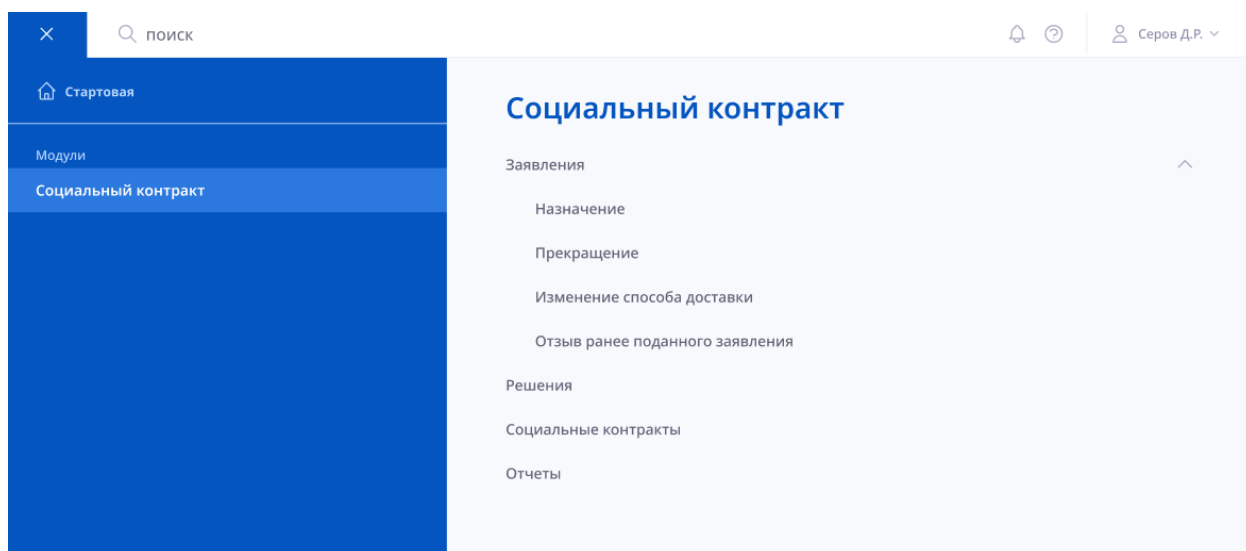 поиск
Серов Д.Р.
Стартовая
Модули
Социальный контракт
Социальный контракт
Заявления
Назначение
Прекращение
Изменение способа доставки
Отзыв ранее поданного заявления
Решения
Социальные контракты
Отчеты